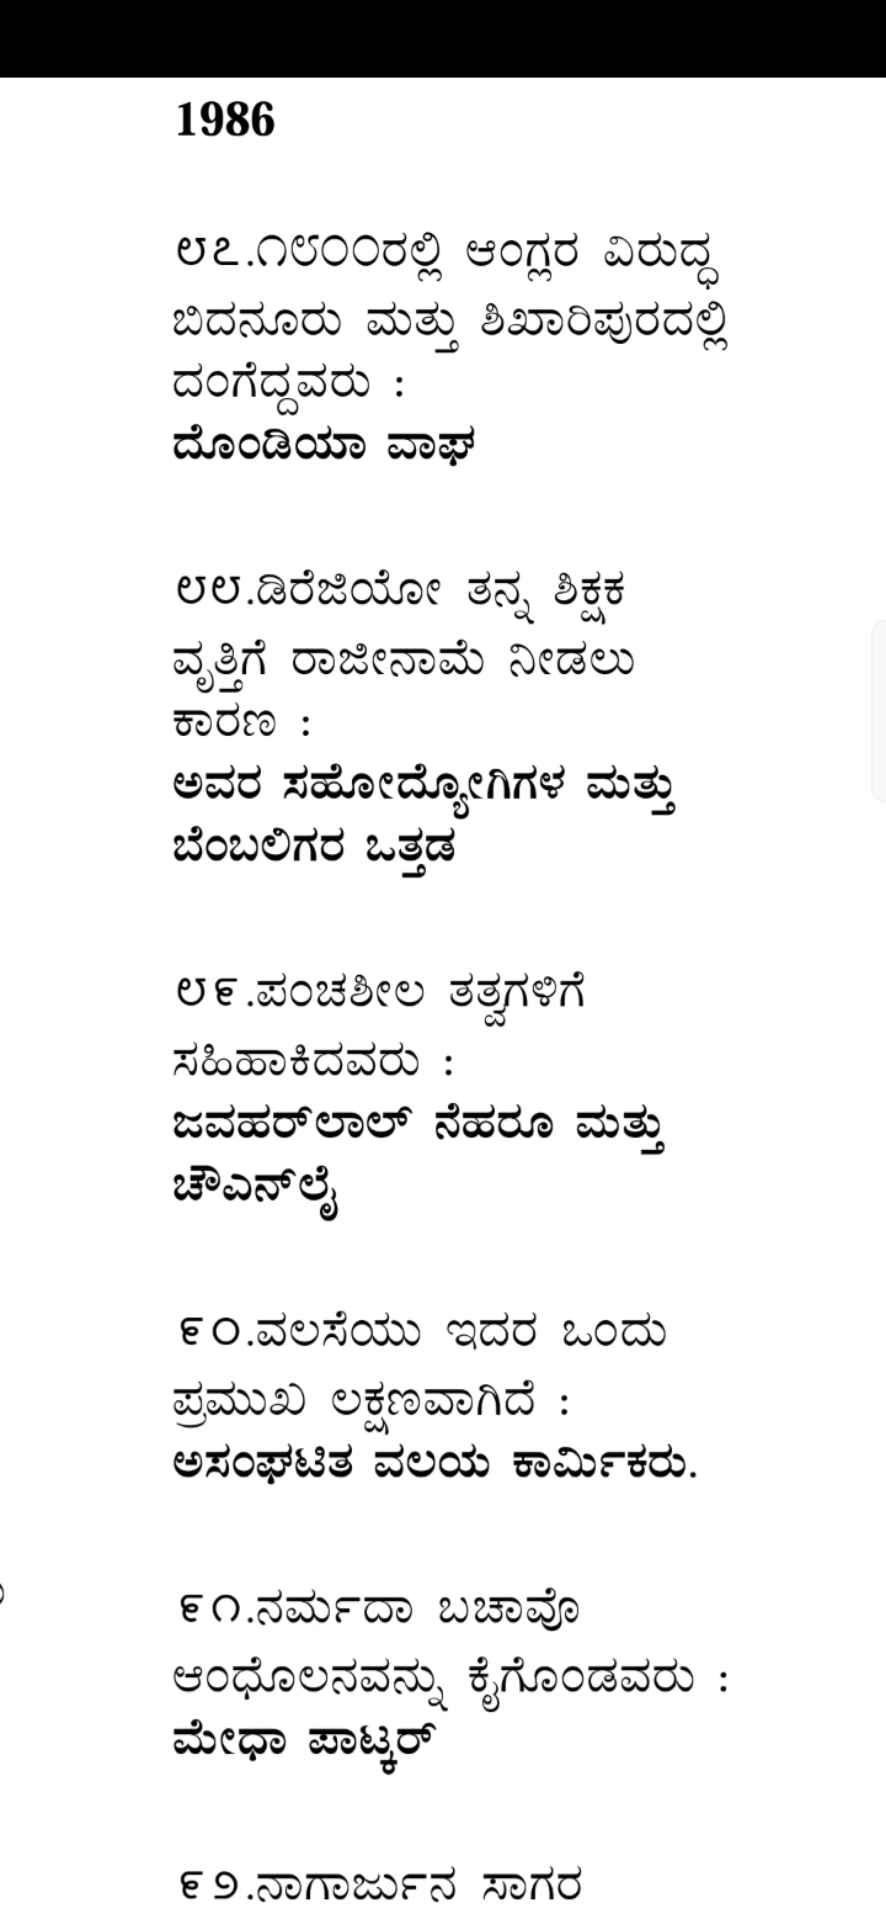 1986
೮೭.೧೮೦೦ರಲ್ಲಿ ಆಂಗ್ಲರ ವಿರುದ್ಧ
ಬಿದನೂರು ಮತ್ತು ಶಿಖಾರಿಪುರದಲ್ಲಿ
ದಂಗೆದ್ದವರು :
ದೊಂಡಿಯಾ ವಾಘ
೮೮.ಡಿರೆಜಿಯೋ ತನ್ನ ಶಿಕ್ಷಕ
ವೃತ್ತಿಗೆ ರಾಜೀನಾಮೆ ನೀಡಲು
ಕಾರಣ :
ಅವರ ಸಹೋದ್ಯೋಗಿಗಳ ಮತ್ತು
ಬೆಂಬಲಿಗರ ಒತ್ತಡ
೮೯.ಪಂಚಶೀಲ ತತ್ವಗಳಿಗೆ
ಸಹಿಹಾಕಿದವರು :
ಜವಹರ್‌ಲಾಲ್ ನೆಹರೂ ಮತ್ತು
ಚೌಎನ್‌ಲೈ
೯೦.ವಲಸೆಯು ಇದರ ಒಂದು
ಪ್ರಮುಖ ಲಕ್ಷಣವಾಗಿದೆ :
ಅಸಂಘಟಿತ ವಲಯ ಕಾರ್ಮಿಕರು.
೯೧.ನರ್ಮದಾ ಬಚಾವೊ
ಆಂಧೊಲನವನ್ನು ಕೈಗೊಂಡವರು :
ಮೇಧಾ ಪಾಟ್ಕರ್
೯೨.ನಾಗಾರ್ಜುನ ಸಾಗರ